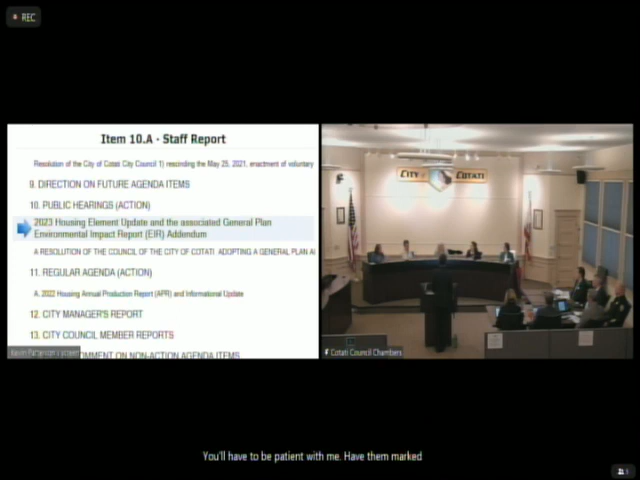 REC
Item 10.A - Staff Report
Resolution of the City of Cotati City Council 1) rescinding the May 25, 2021, enactment of voluntary
9. DIRECTION ON FUTURE AGENDA ITEMS
10. PUBLIC HEARINGS (ACTION)
2023 Housing Element Update and the associated General Plan
Environmental Impact Report (EIR) Addendum
A RESOLUTION OF THE COUNCIL OF THE CITY OF COTATI ADOPTING A GENERAL PLAN A
11. REGULAR AGENDA (ACTION)
A. 2022 Housing Annual Production Report (APR) and Informational Update
12. CITY MANAGER'S REPORT
13. CITY COUNCIL MEMBER REPORTS
COMMENT ON NON-ACTION AGENDA ITEMS
Kevin Patterson
CITY OF COTATI
Cotati Council Chambers
You'll have to be patient with me. Have them marked